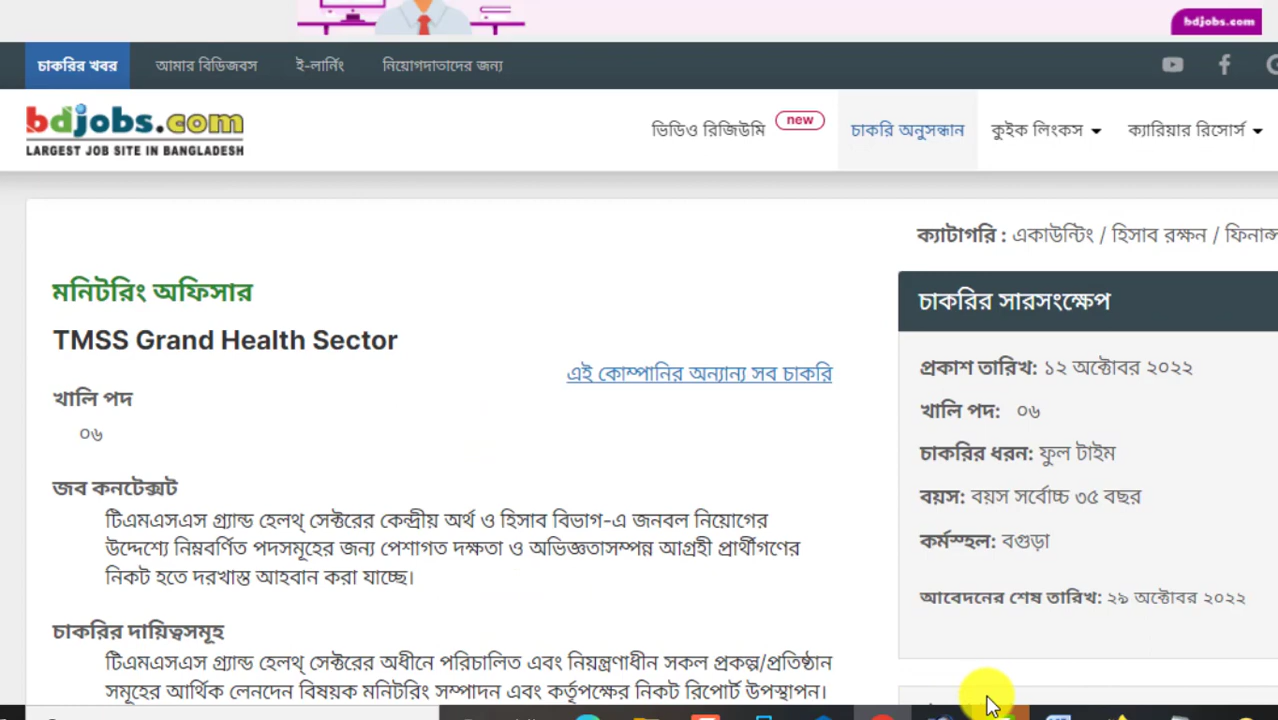 bdjobs.com
চাকরির খবর আমার বিডিজবস ই-লার্নিং নিয়োগদাতাদের জন্য
bdjobs.com
LARGEST JOB SITE IN BANGLADESH
ভিডিও রিজিউমি new চাকরি অনুসন্ধান কুইক লিংকস ক্যারিয়ার রিসোর্স
ক্যাটাগরি : একাউন্টিং / হিসাব রক্ষন /
মনিটরিং অফিসার
TMSS Grand Health Sector
এই কোম্পানির অন্যান্য সব চাকরি
খালি পদ
০৬
জব কনটেক্সট
টিএমএসএস গ্র্যান্ড হেলথ্ সেক্টরের কেন্দ্রীয় অর্থ ও হিসাব বিভাগ-এ জনবল নিয়োগের
উদ্দেশ্যে নিম্নবর্ণিত পদসমূহের জন্য পেশাগত দক্ষতা ও অভিজ্ঞতাসম্পন্ন আগ্রহী প্রার্থীগণের
নিকট হতে দরখাস্ত আহবান করা যাচ্ছে।
চাকরির দায়িত্বসমূহ
টিএমএসএস গ্র্যান্ড হেলথ্ সেক্টরের অধীনে পরিচালিত এবং নিয়ন্ত্রণাধীন সকল প্রকল্প/প্রতিষ্ঠান
সমূহের আর্থিক লেনদেন বিষয়ক মনিটরিং সম্পাদন এবং কর্তৃপক্ষের নিকট রিপোর্ট উপস্থাপন।
চাকরির সারসংক্ষেপ
প্রকাশ তারিখ: ১২ অক্টোবর ২০২২
খালি পদ: ০৬
চাকরির ধরন: ফুল টাইম
বয়স: বয়স সর্বোচ্চ ৩৫ বছর
কর্মস্হল: বগুড়া
আবেদনের শেষ তারিখ: ২৯ অক্টোবর ২০২২